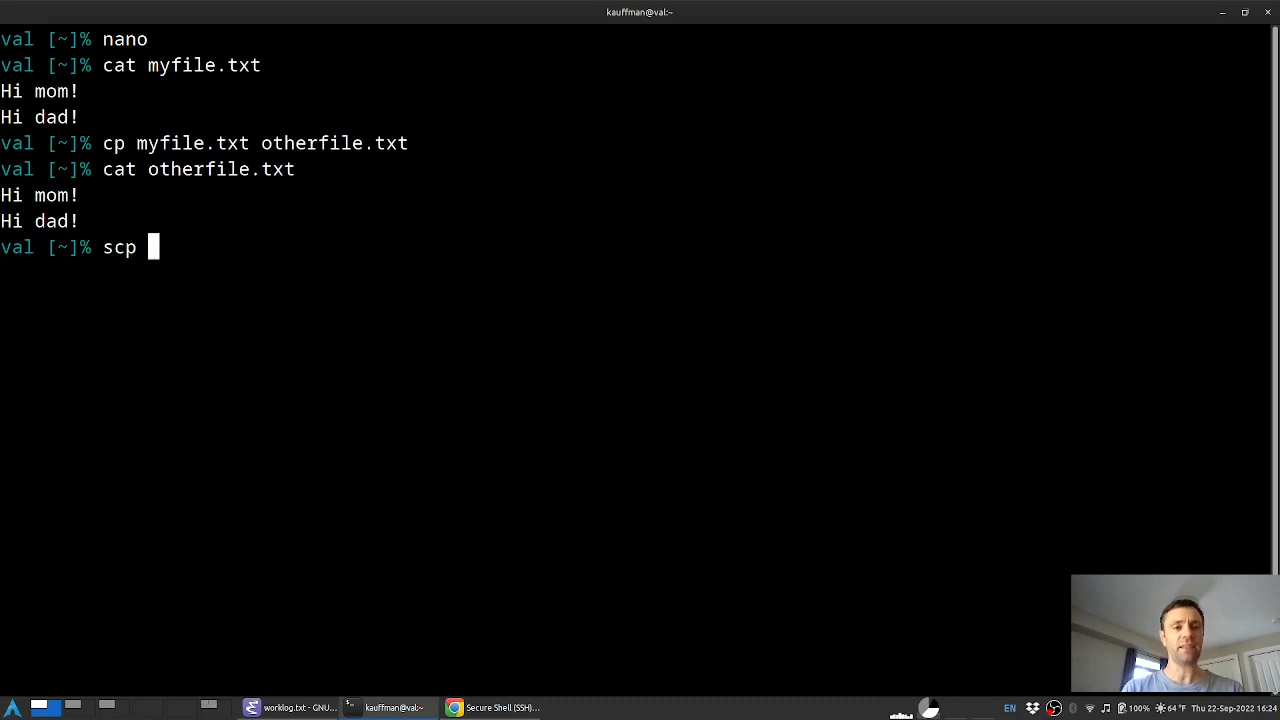 kauffman@val:~
val [~]% nano
val [~]% cat myfile.txt
Hi mom!
Hi dad!
val [~]% cp myfile.txt otherfile.txt
val [~]% cat otherfile.txt
Hi mom!
Hi dad!
val [~]% scp
worklog.txt - GNU... kauffman@val:~ Secure Shell (SSH)... EN 100% 64°F Thu 22-Sep-2022 16:24